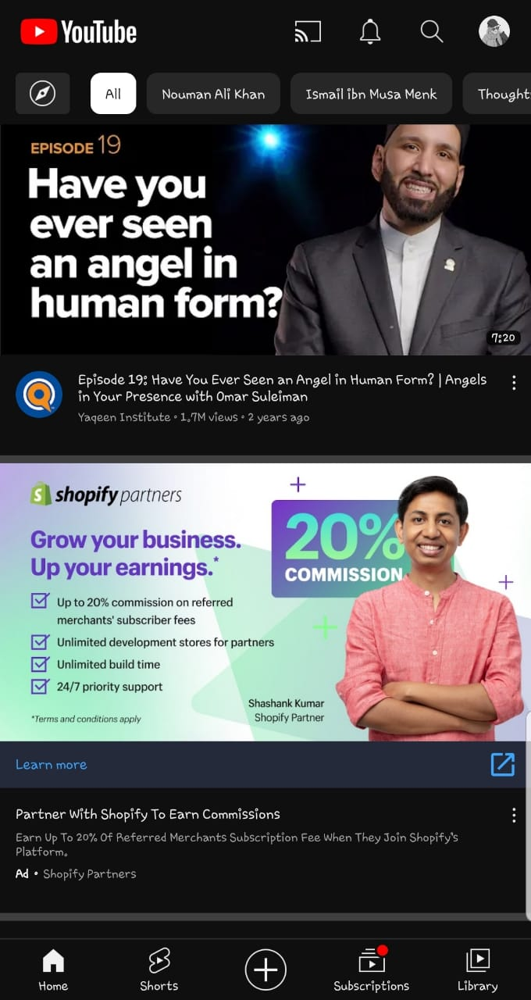 YouTube
All
Nouman Ali Khan
Ismail ibn Musa Menk
Thought
EPISODE 19
Have you
ever seen
an angel in
human form?
7:20
Episode 19: Have You Ever Seen an Angel in Human Form? | Angels
in Your Presence with Omar Suleiman
Yaqeen Institute • 1.7M views • 2 years ago
shopify partners
Grow your business.
Up your earnings.*
20%
COMMISSION
Up to 20% commission on referred
merchants' subscriber fees
Unlimited development stores for partners
Unlimited build time
24/7 priority support
Shashank Kumar
Shopify Partner
*Terms and conditions apply
Learn more
Partner With Shopify To Earn Commissions
Earn Up To 20% Of Referred Merchants Subscription Fee When They Join Shopify's
Platform.
Ad • Shopify Partners
Home
Shorts
Subscriptions
Library